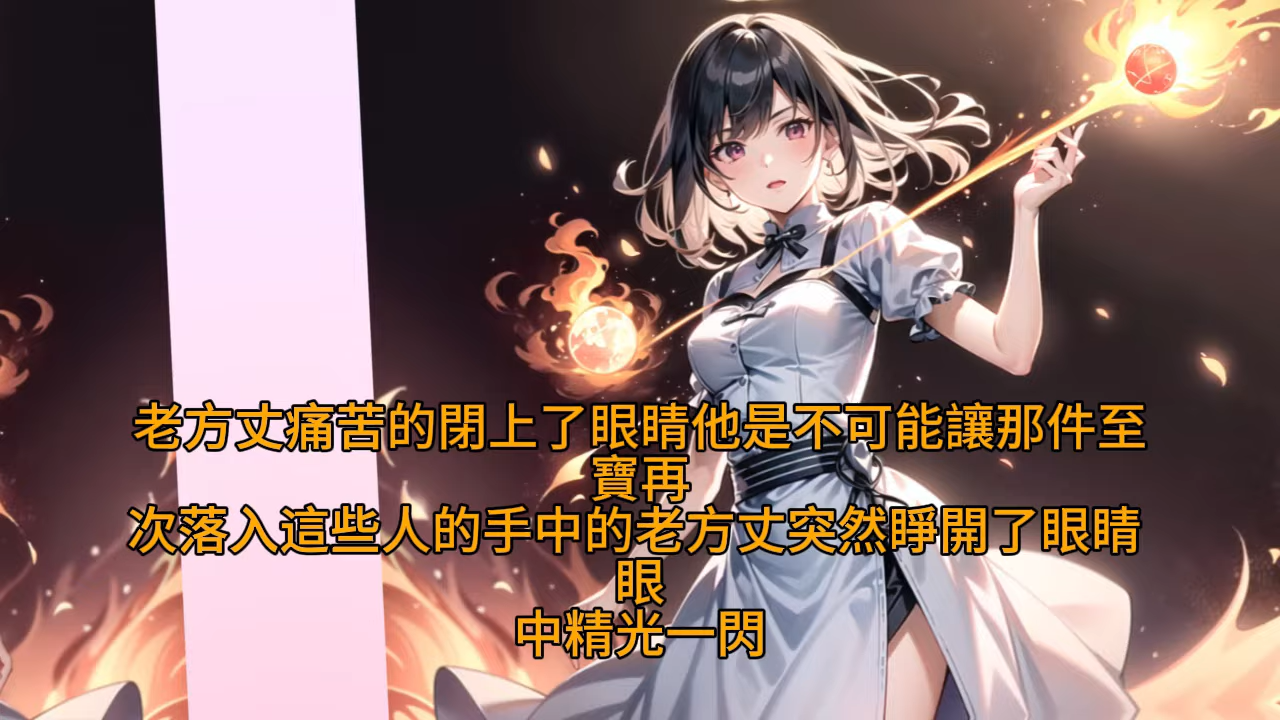 老方丈痛苦的閉上了眼睛他是不可能讓那件至
寶再
次落入這些人的手中的老方丈突然睜開了眼睛
眼
中精光一閃